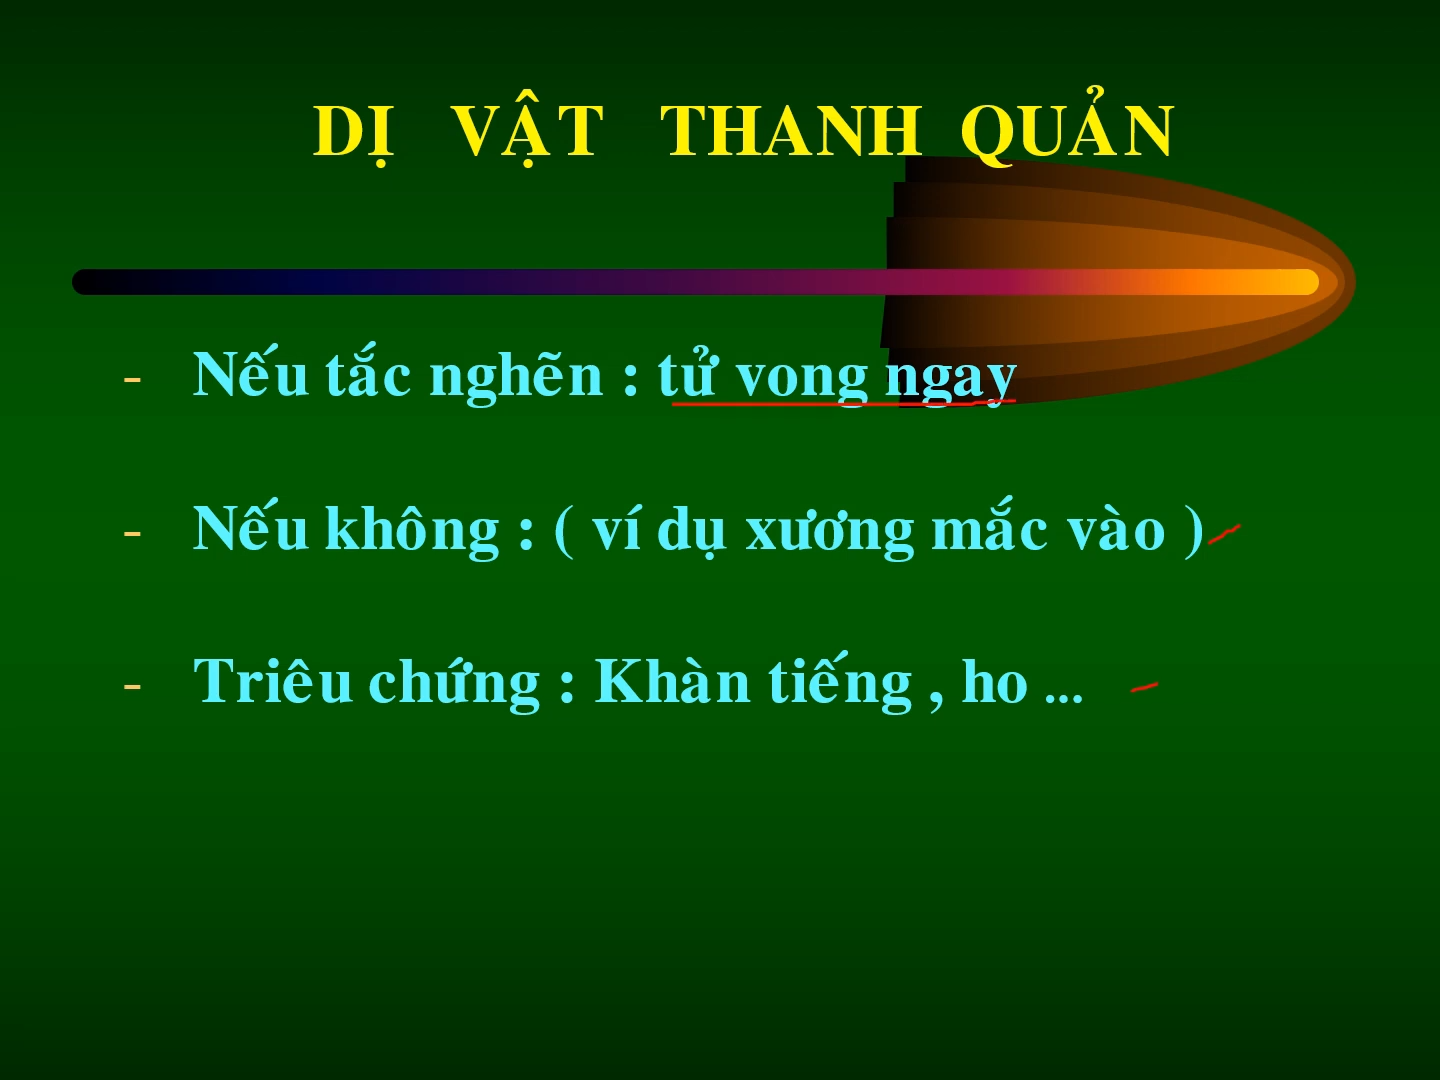 DỊ VẬT THANH QUẢN
- Nếu tắc nghẽn : tử vong ngay
- Nếu không : ( ví dụ xương mắc vào )
- Triêu chứng : Khàn tiếng , ho ...